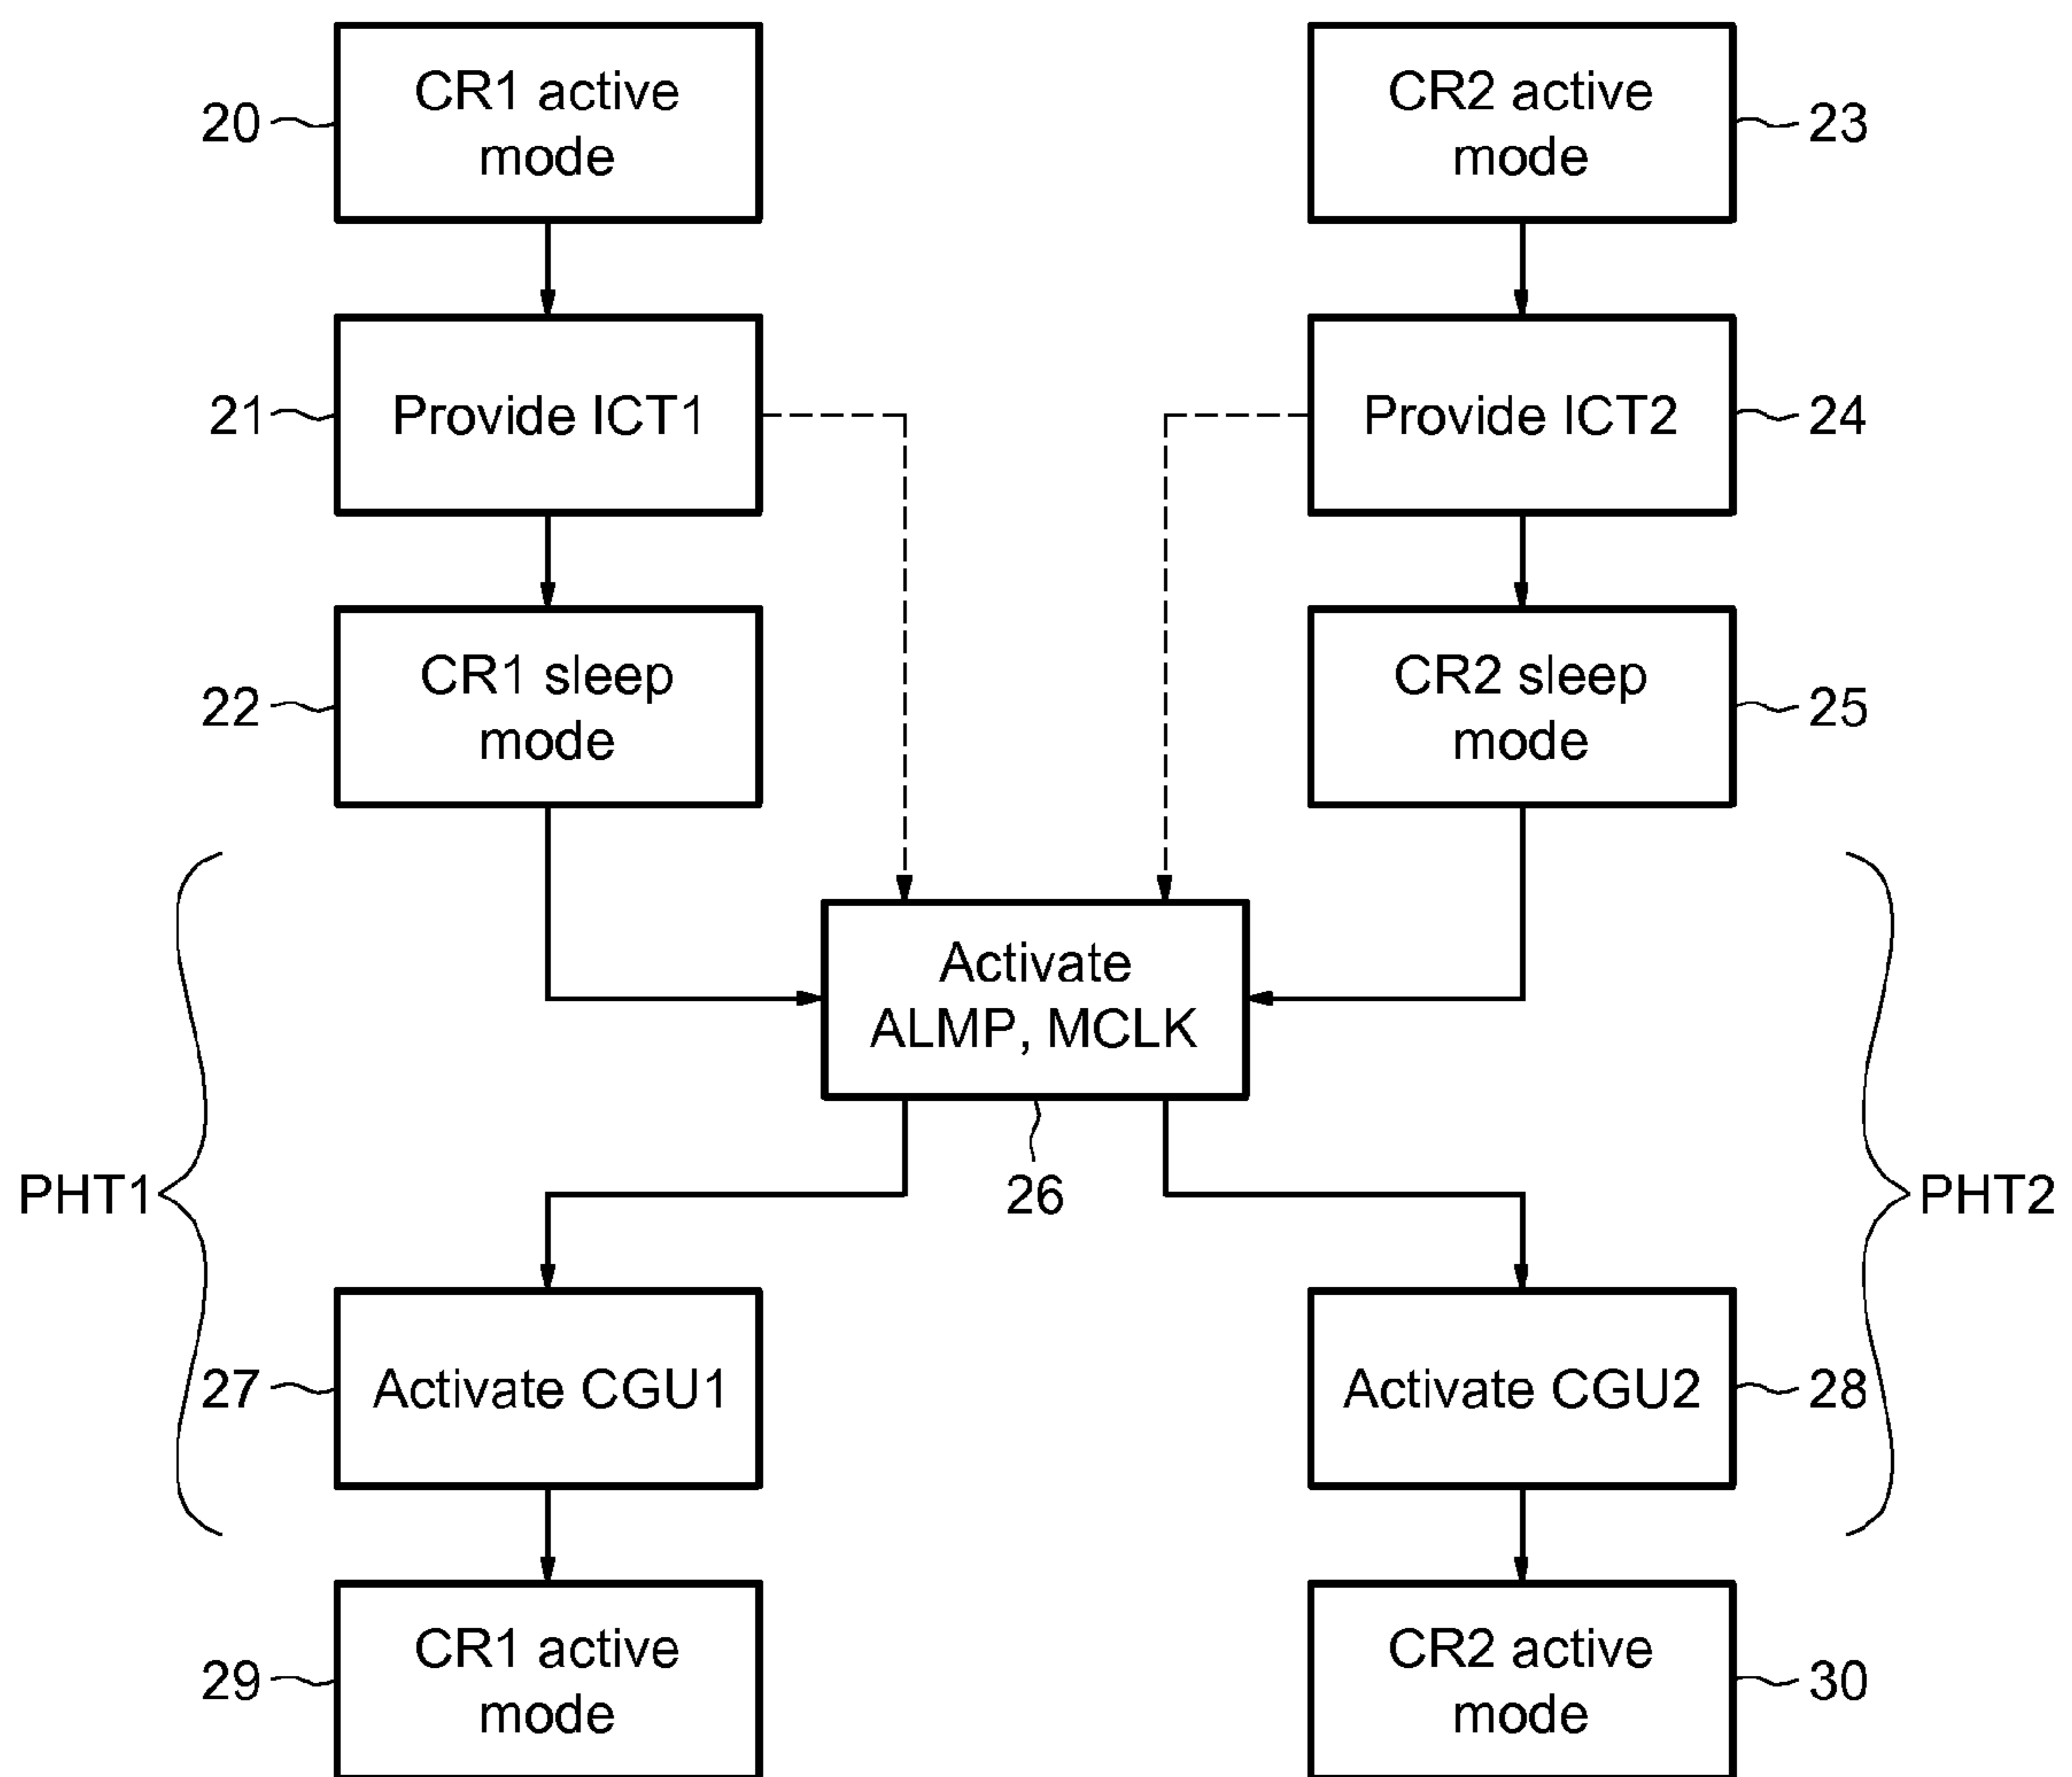 CR1 active
mode
20
CR2 active
mode
23
21
Provide ICT1
Provide ICT2
24
CR1 sleep
mode
22
CR2 sleep
mode
25
Activate
ALMP, MCLK
26
PHT1
PHT2
27
Activate CGU1
Activate CGU2
28
CR1 active
mode
29
CR2 active
mode
30